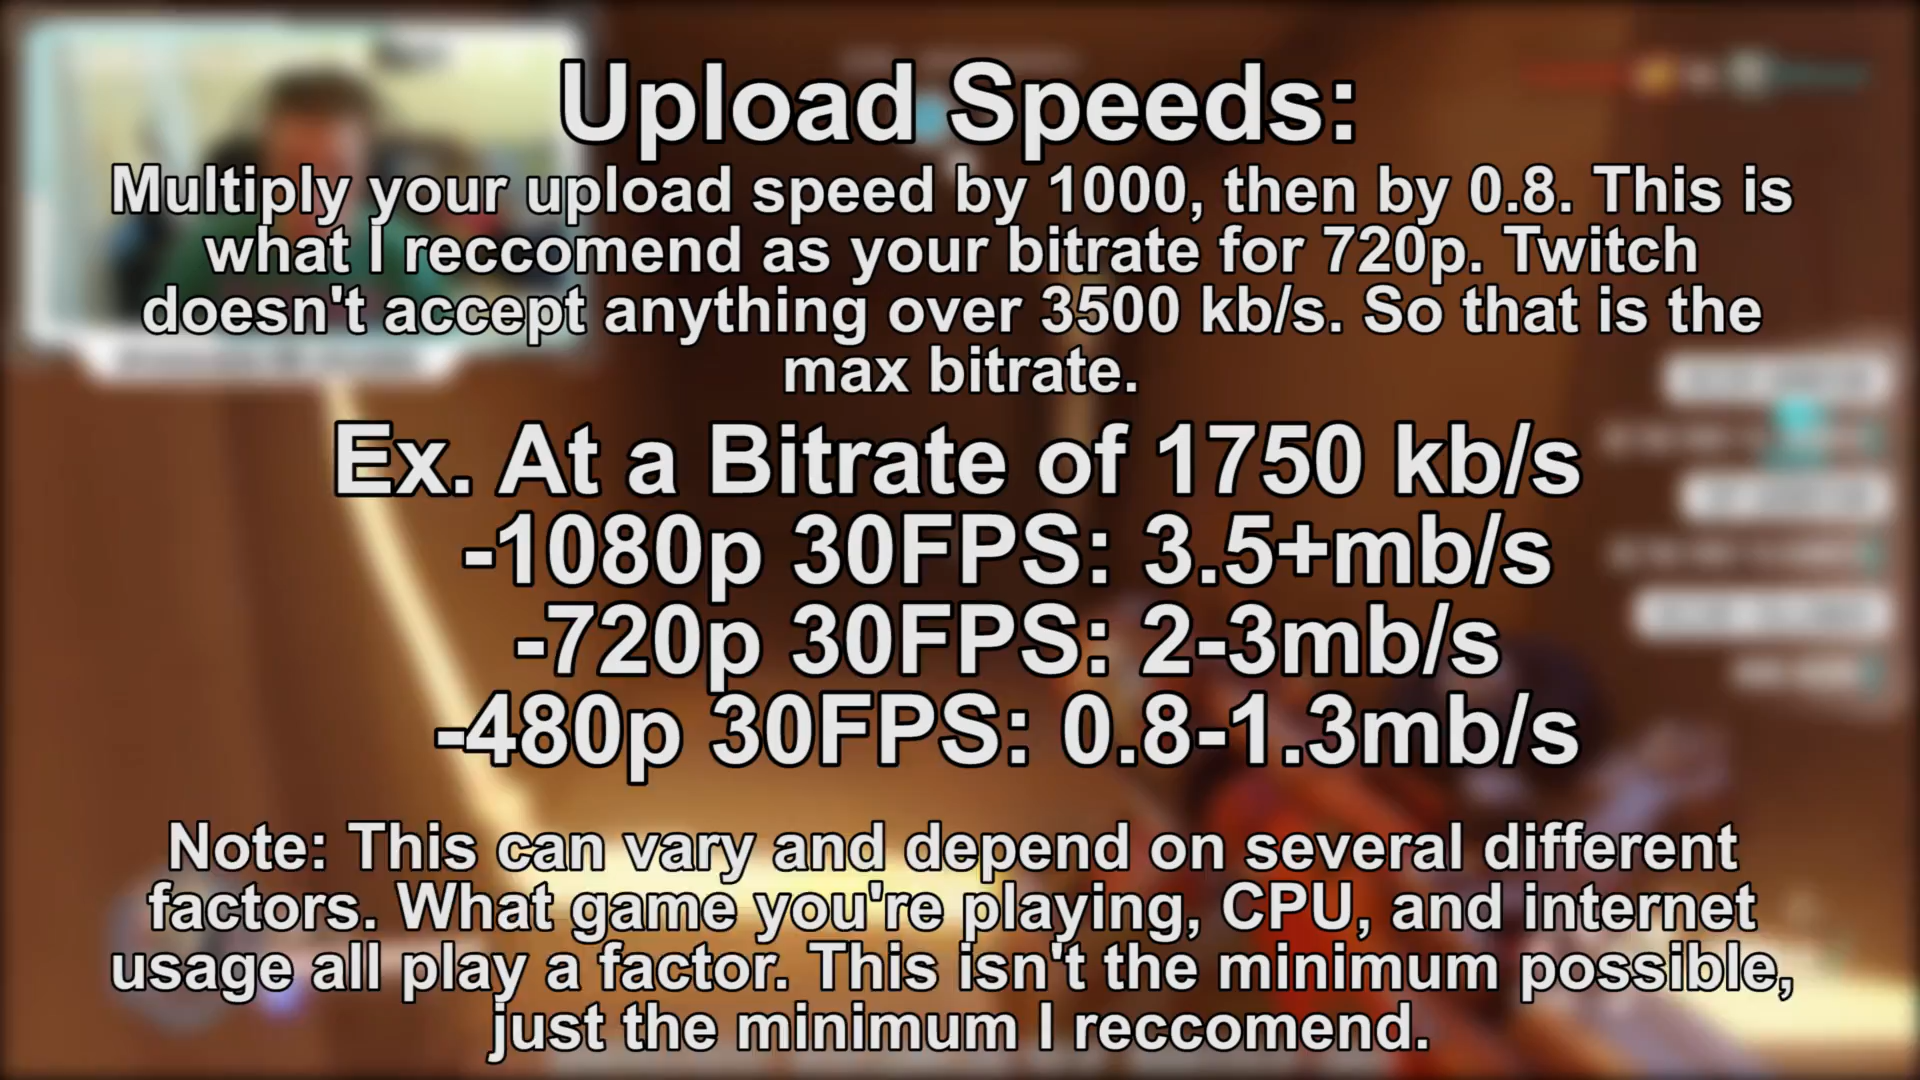 Upload Speeds:
Multiply your upload speed by 1000, then by 0.8. This is
what I reccomend as your bitrate for 720p. Twitch
doesn't accept anything over 3500 kb/s. So that is the
max bitrate.
Ex. At a Bitrate of 1750 kb/s
-1080p 30FPS: 3.5+mb/s
-720p 30FPS: 2-3mb/s
-480p 30FPS: 0.8-1.3mb/s
Note: This can vary and depend on several different
factors. What game you're playing, CPU, and internet
usage all play a factor. This isn't the minimum possible,
just the minimum I reccomend.